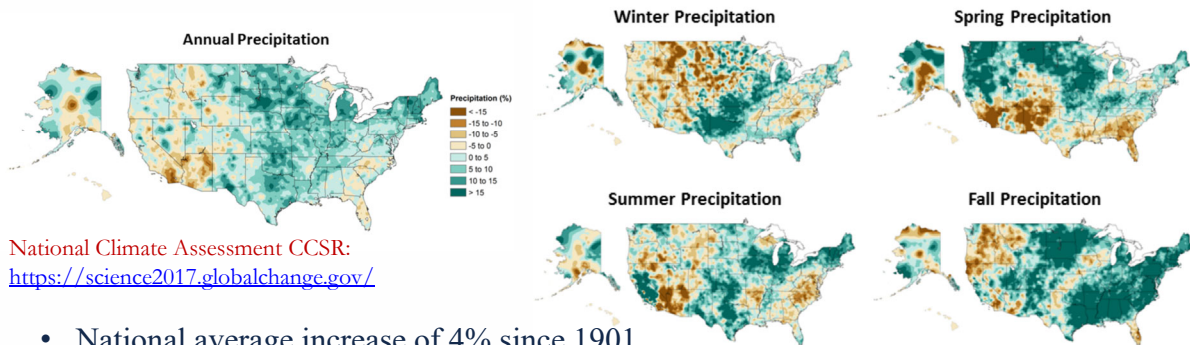 Annual Precipitation
Precipitation (%)
< -15
-15 to -10
-10 to -5
-5 to 0
0 to 5
5 to 10
10 to 15
> 15
Winter Precipitation
Spring Precipitation
Summer Precipitation
Fall Precipitation
National Climate Assessment CCSR:
https://science2017.globalchange.gov/
• National average increase of 4% since 1901